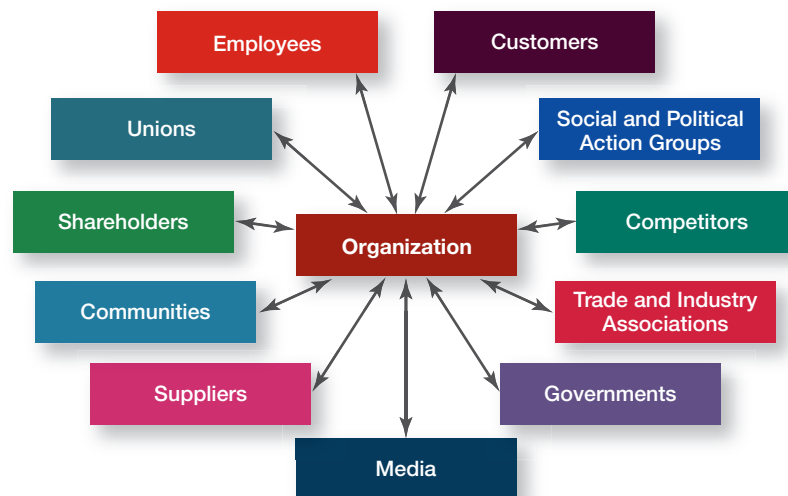 Employees
Customers
Unions
Social and Political
Action Groups
Shareholders
Organization
Competitors
Communities
Trade and Industry
Associations
Suppliers
Governments
Media